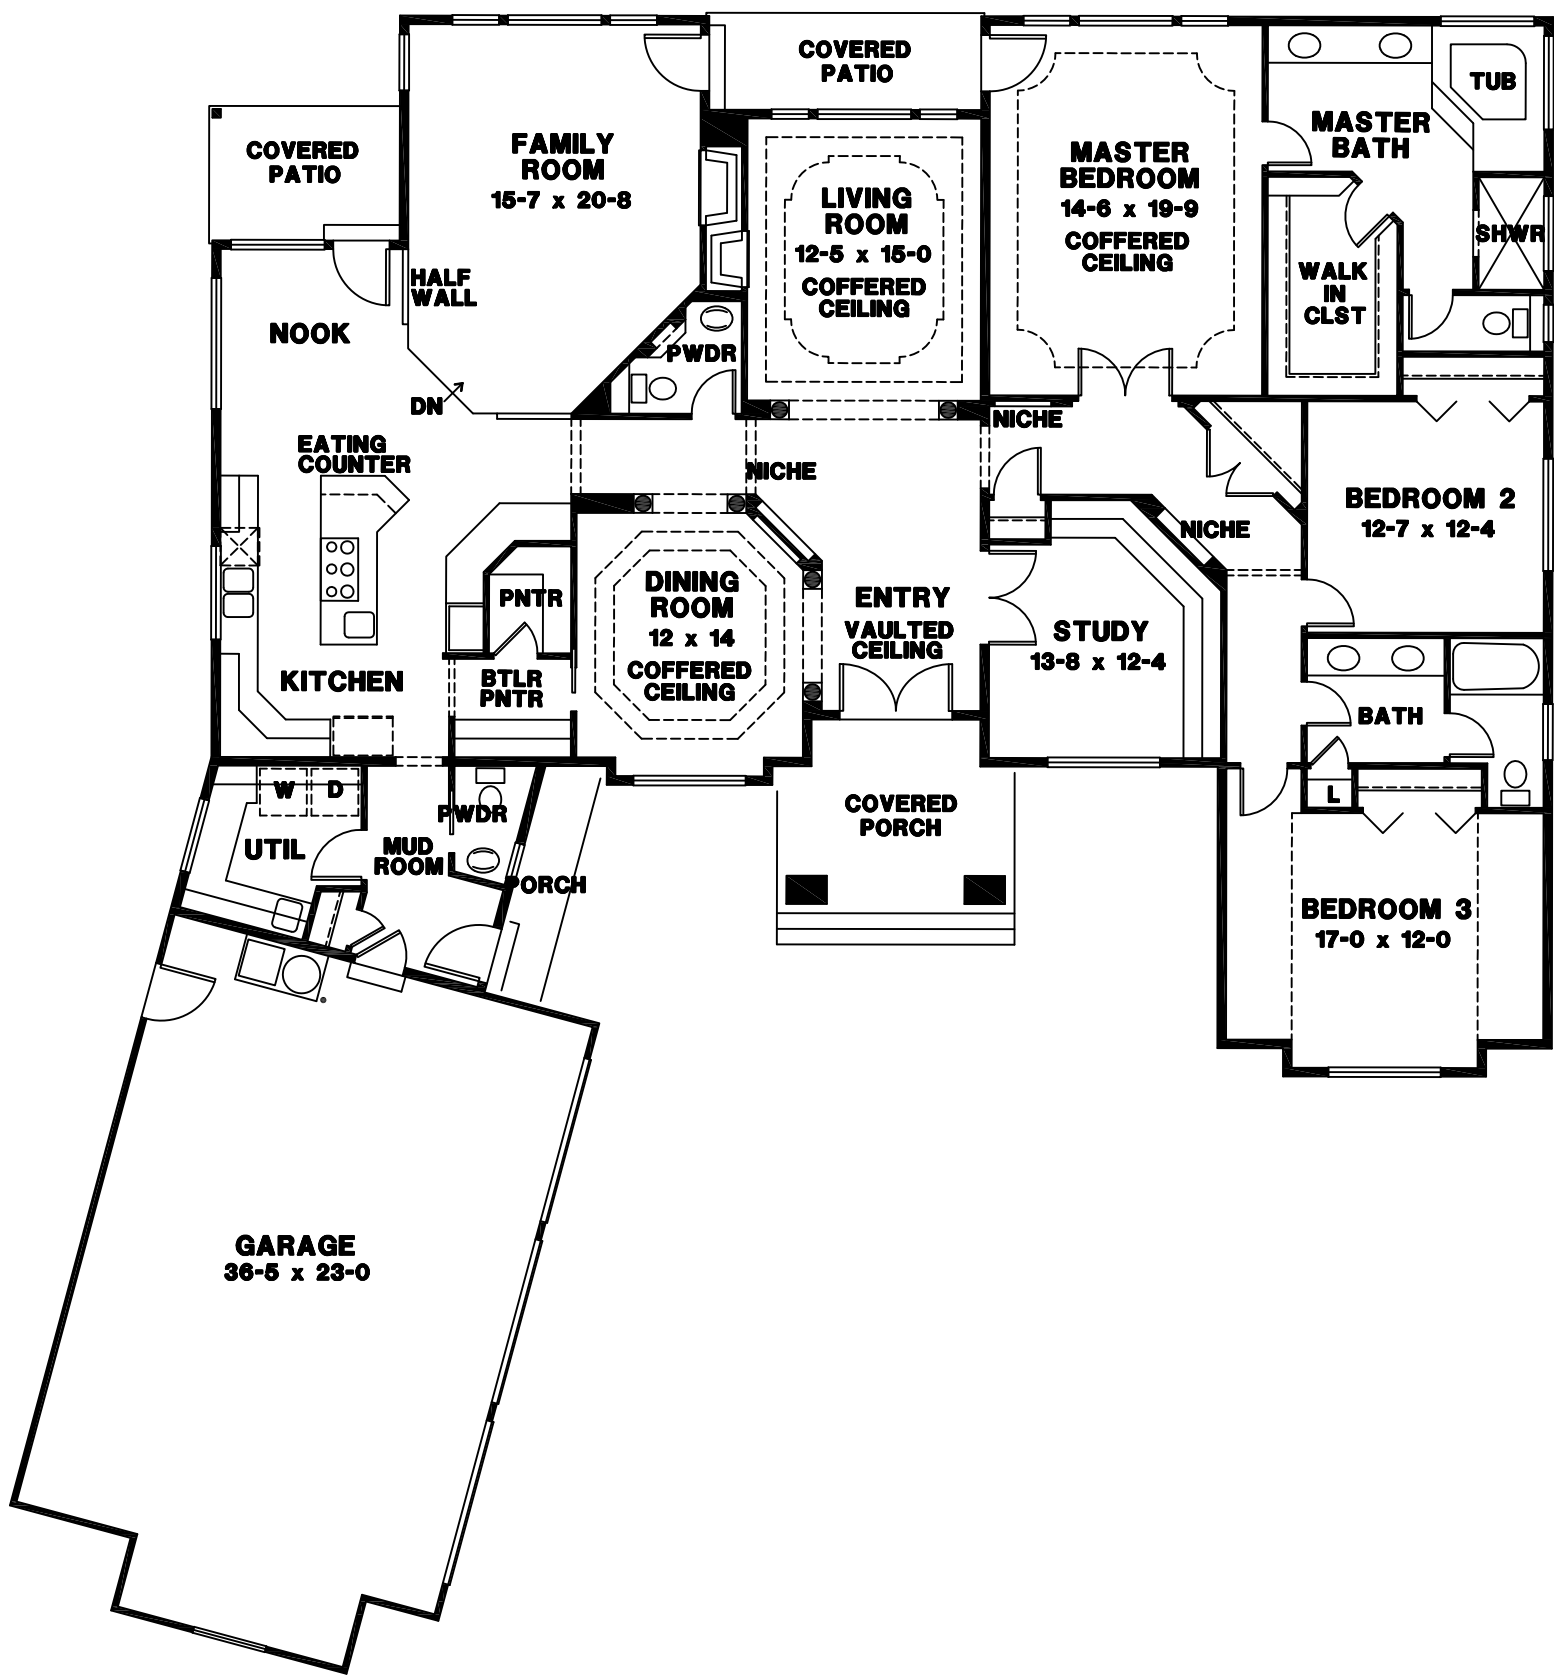 COVERED
PATIO
TUB
MASTER
BATH
FAMILY
ROOM
15-7 x 20-8
COVERED
PATIO
MASTER
BEDROOM
14-6 x 19-9
COFFERED
CEILING
LIVING
ROOM
12-5 x 15-0
COFFERED
CEILING
SHWR
WALK
IN
CLST
HALF
WALL
NOOK
PWDR
DN
NICHE
EATING
COUNTER
NICHE
BEDROOM 2
12-7 x 12-4
NICHE
DINING
ROOM
12 x 14
COFFERED
CEILING
PNTR
ENTRY
VAULTED
CEILING
STUDY
13-8 x 12-4
KITCHEN
BTLR
PNTR
BATH
W
D
L
COVERED
PORCH
PWDR
UTIL
MUD
ROOM
PORCH
BEDROOM 3
17-0 x 12-0
GARAGE
36-5 x 23-0